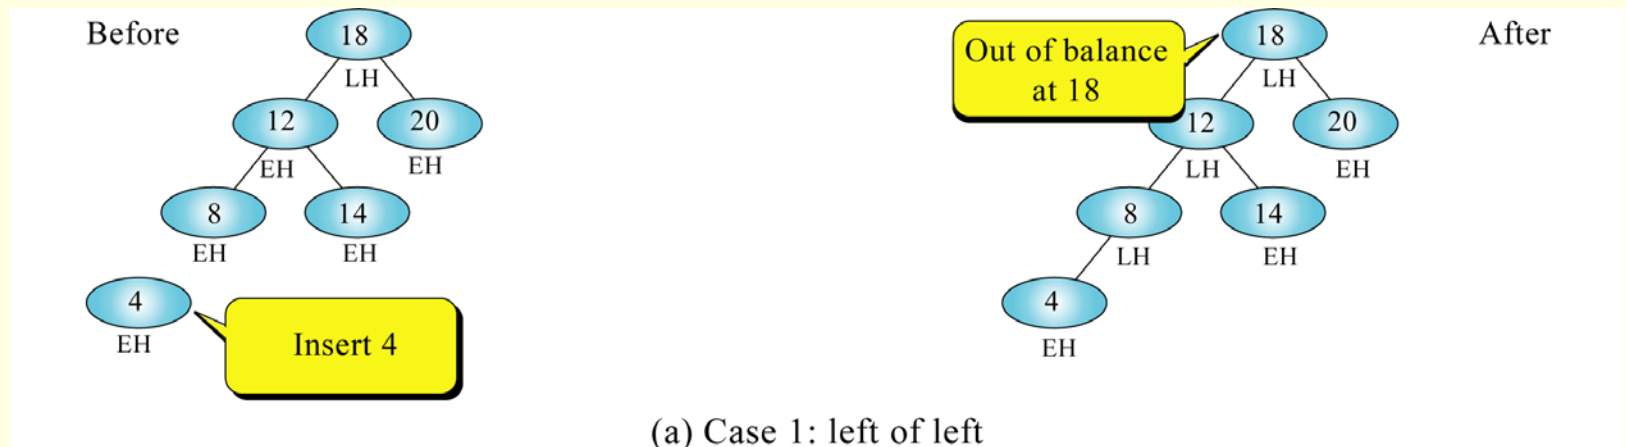 Before
18
LH
12
20
EH
EH
8
14
EH
EH
4
EH
Insert 4
After
Out of balance
at 18
18
LH
12
20
LH
EH
8
14
LH
EH
4
EH
(a) Case 1: left of left